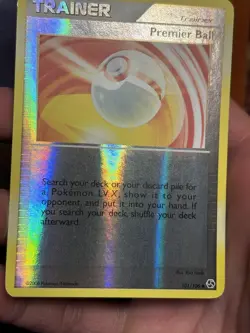 TRAINER
Trainer
Premier Ball
Search your deck or your discard pile for
a Pokémon LV.X, show it to your
opponent, and put it into your hand. If
you search your deck, shuffle your deck
afterward.